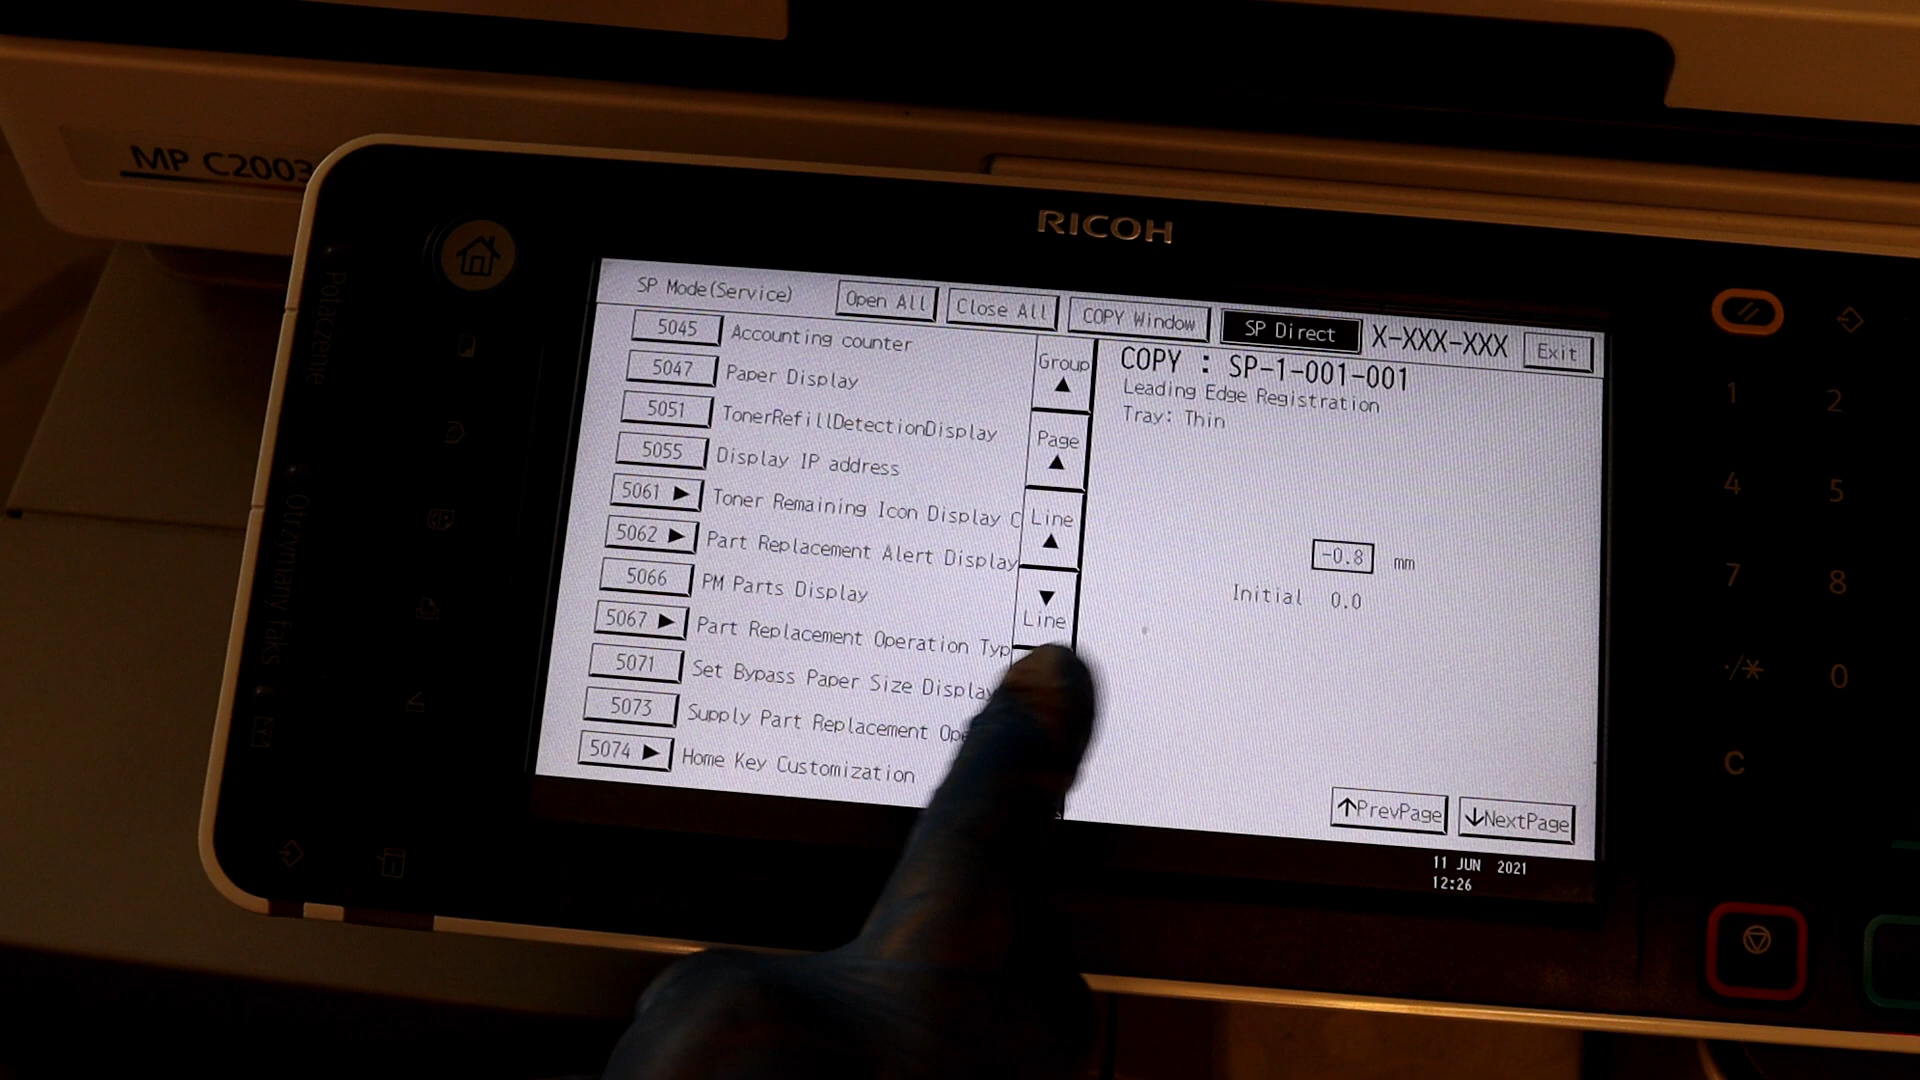 MP C2003
RICOH
SP Mode(Service)
Open All
Close All
COPY Window
SP Direct
X-XXX-XXX
Exit
5045 Accounting counter
5047 Paper Display
5051 TonerRefillDetectionDisplay
5055 Display IP address
5061 ▶ Toner Remaining Icon Display C
5062 ▶ Part Replacement Alert Display
5066 PM Parts Display
5067 ▶ Part Replacement Operation Typ
5071 Set Bypass Paper Size Display
5073 Supply Part Replacement Ope
5074 ▶ Home Key Customization
Group ▲
Page ▲
Line ▲
▼ Line
COPY : SP-1-001-001
Leading Edge Registration
Tray: Thin
-0.8 mm
Initial 0.0
↑PrevPage
↓NextPage
11 JUN 2021
12:26
1 2
4 5
7 8
·/* 0
C
Otrzymany faks